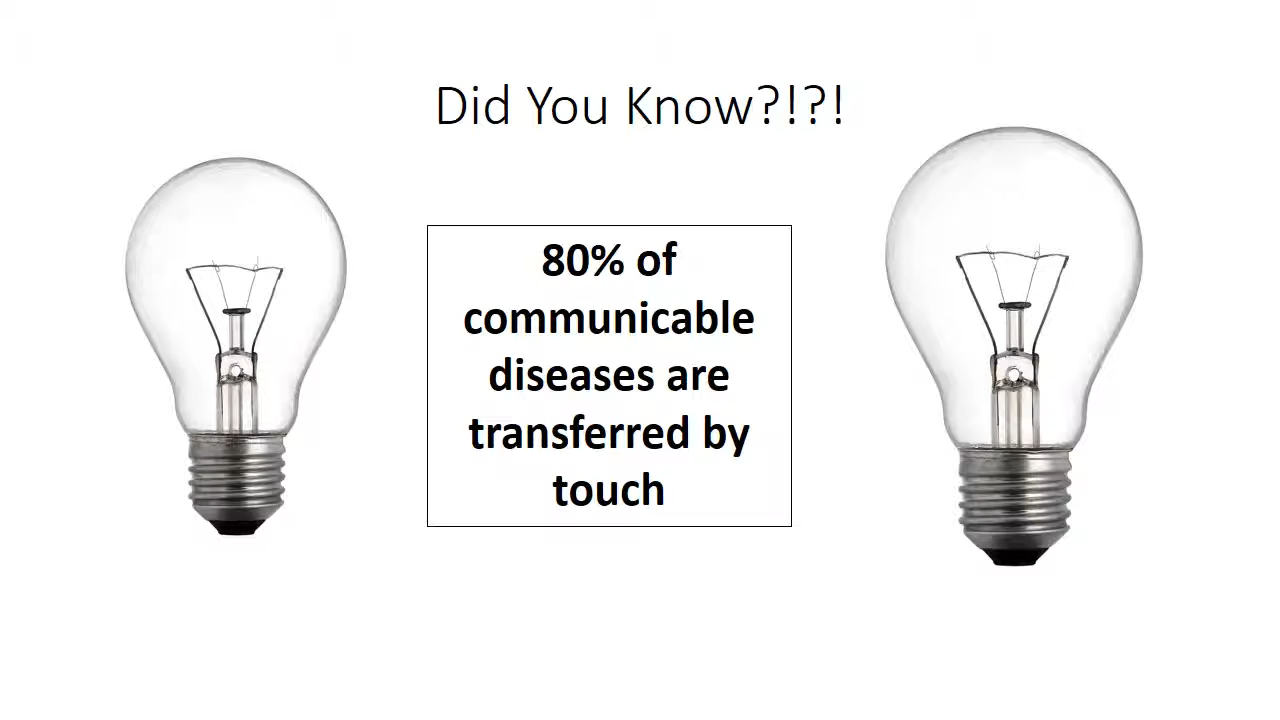 Did You Know?!?!
80% of
communicable
diseases are
transferred by
touch